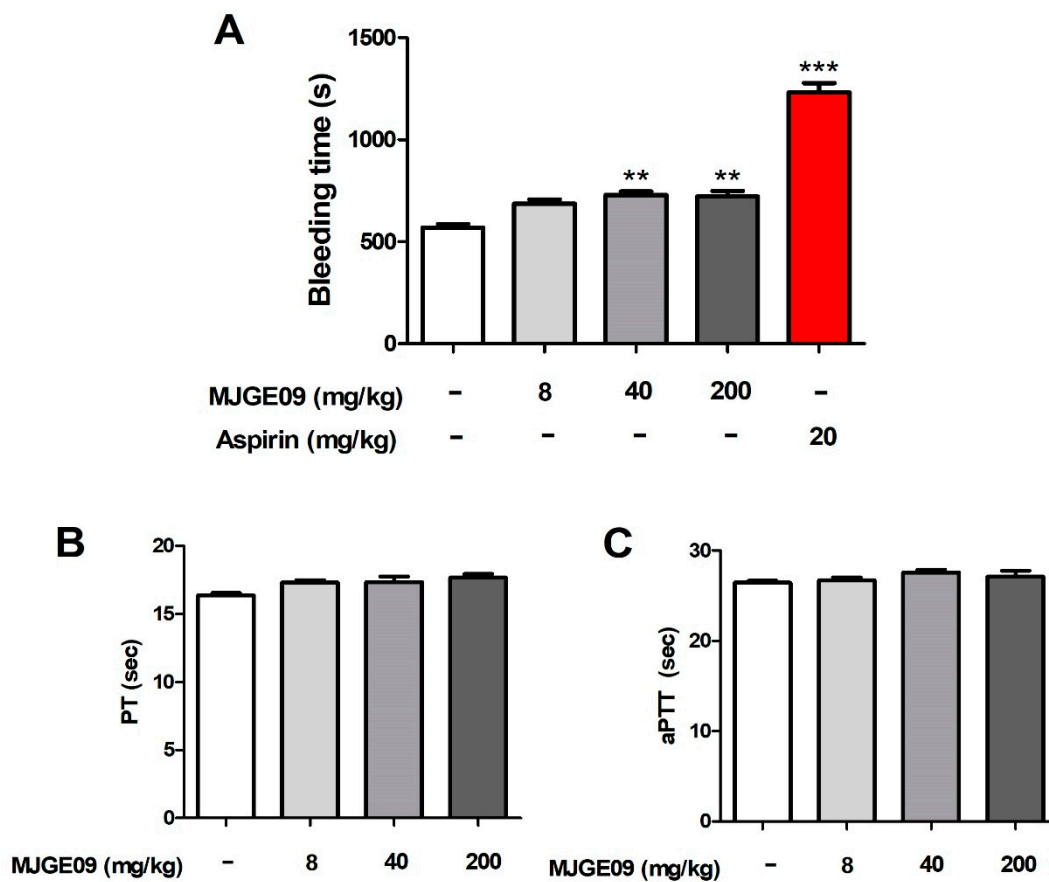 A
Bleeding time (s)
1500
1000
500
0
** ** ***
MJGE09 (mg/kg) – 8 40 200 –
Aspirin (mg/kg) – – – – 20
B
PT (sec)
20
15
10
5
0
MJGE09 (mg/kg) – 8 40 200
C
aPTT (sec)
30
20
10
0
MJGE09 (mg/kg) – 8 40 200